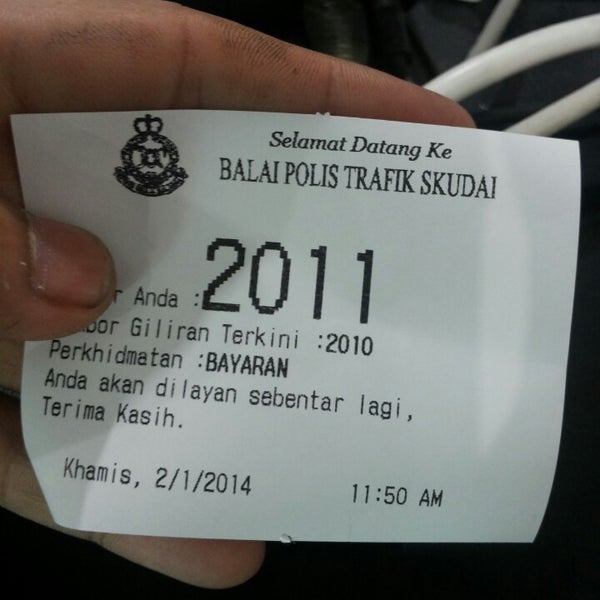 Selamat Datang Ke
BALAI POLIS TRAFIK SKUDAI
Anda : 2011
Giliran Terkini : 2010
Perkhidmatan : BAYARAN
Anda akan dilayan sebentar lagi,
Terima Kasih.
Khamis, 2/1/2014 11:50 AM